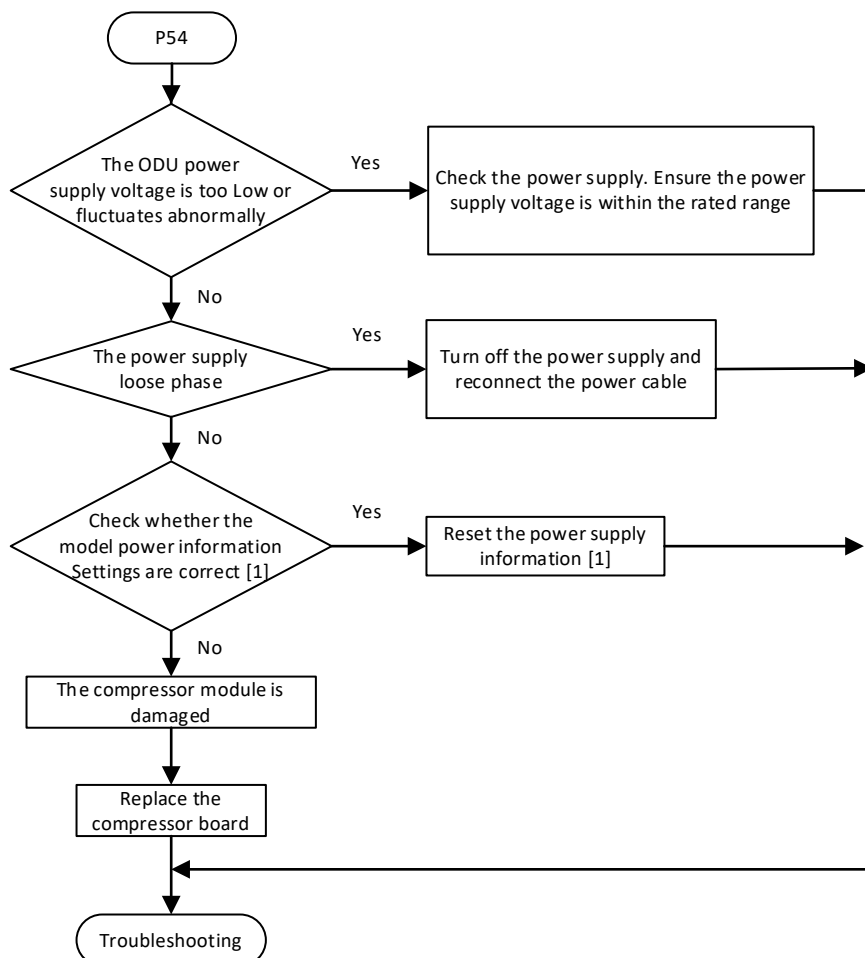 P54
The ODU power
supply voltage is too Low or
fluctuates abnormally
Yes
Check the power supply. Ensure the power
supply voltage is within the rated range
No
The power supply
loose phase
Yes
Turn off the power supply and
reconnect the power cable
No
Check whether the
model power information
Settings are correct [1]
Yes
Reset the power supply
information [1]
No
The compressor module is
damaged
Replace the
compressor board
Troubleshooting